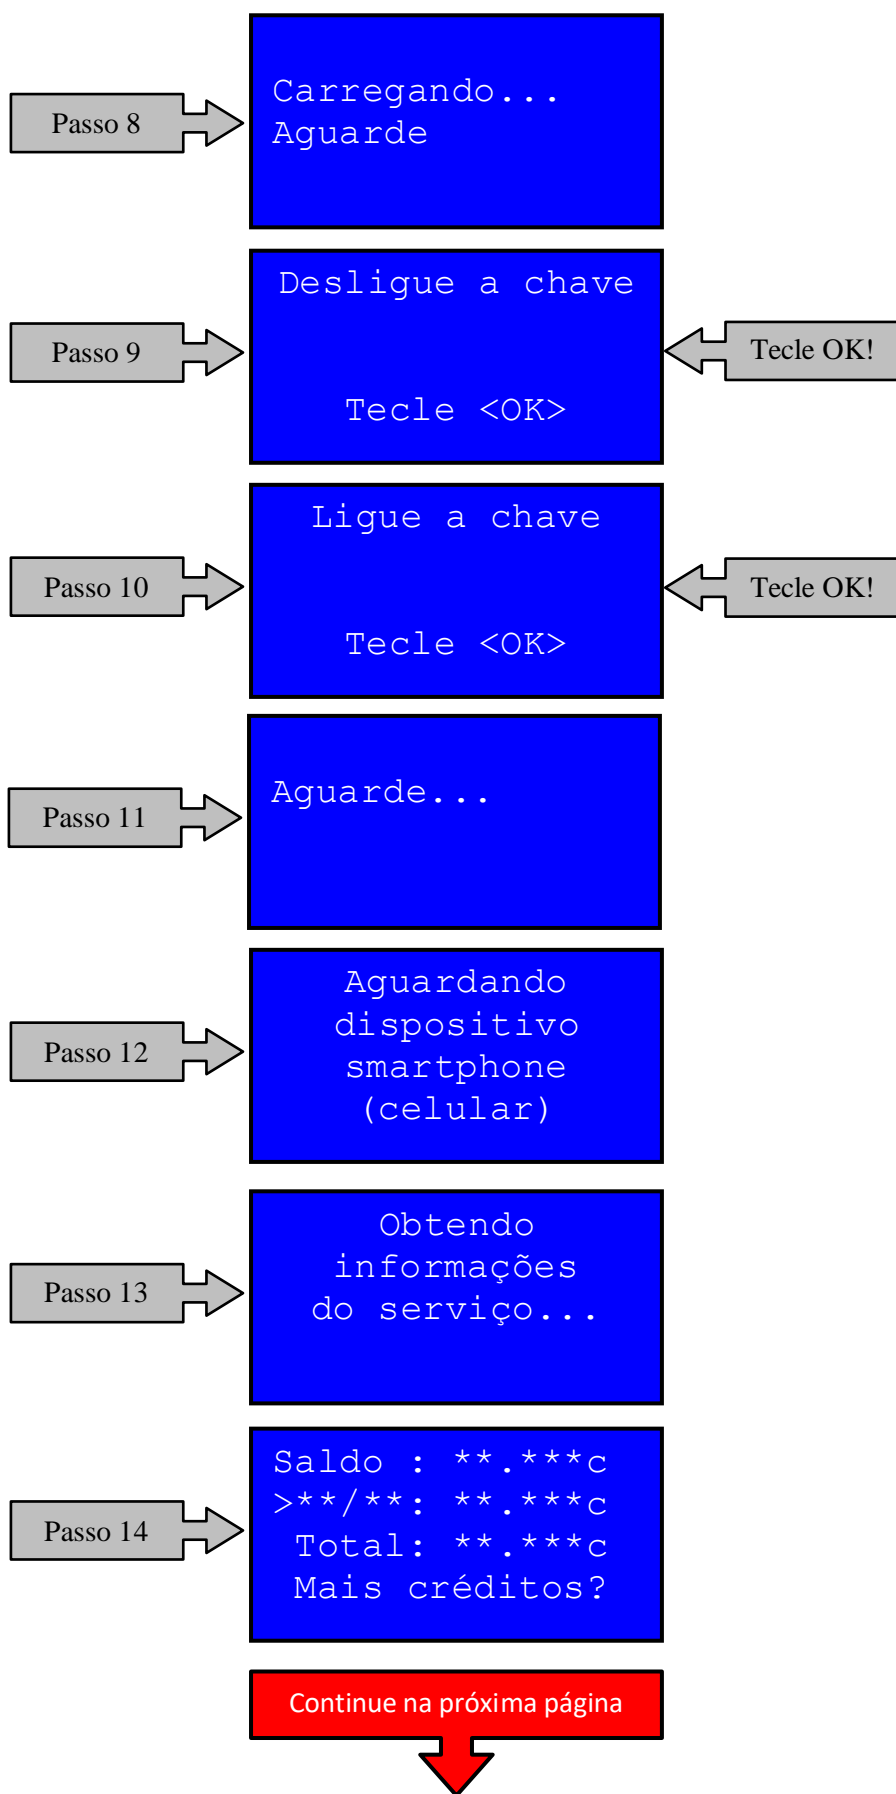 Passo 8
Carregando...
Aguarde
Passo 9
Desligue a chave
Tecle <OK>
Tecle OK!
Passo 10
Ligue a chave
Tecle <OK>
Tecle OK!
Passo 11
Aguarde...
Passo 12
Aguardando
dispositivo
smartphone
(celular)
Passo 13
Obtendo
informações
do serviço...
Passo 14
Saldo : **.***c
>**/**: **.***c
Total: **.***c
Mais créditos?
Continue na próxima página